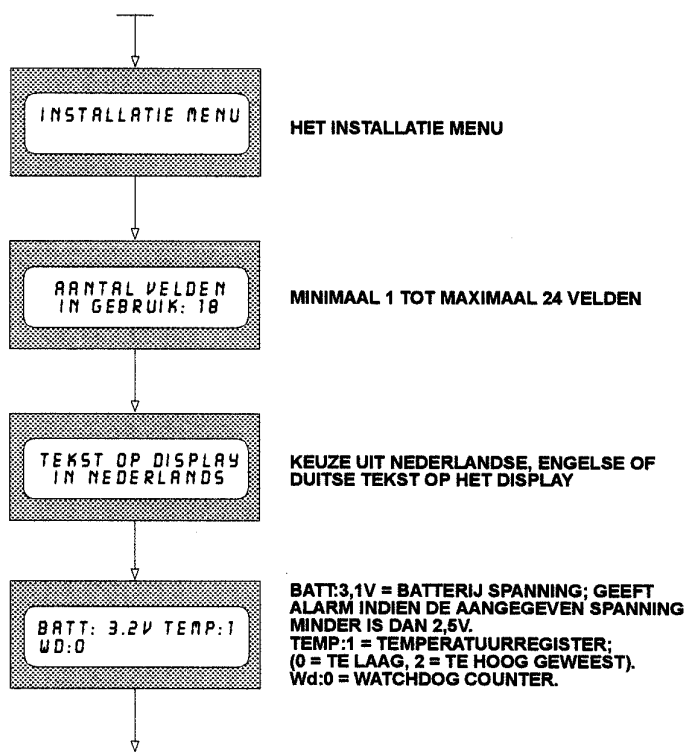 INSTALLATIE MENU
HET INSTALLATIE MENU
AANTAL VELDEN
IN GEBRUIK: 18
MINIMAAL 1 TOT MAXIMAAL 24 VELDEN
TEKST OP DISPLAY
IN NEDERLANDS
KEUZE UIT NEDERLANDSE, ENGELSE OF
DUITSE TEKST OP HET DISPLAY
BATT: 3.2V TEMP:1
WD:0
BATT:3,1V = BATTERIJ SPANNING; GEEFT
ALARM INDIEN DE AANGEGEVEN SPANNING
MINDER IS DAN 2,5V.
TEMP:1 = TEMPERATUURREGISTER;
(0 = TE LAAG, 2 = TE HOOG GEWEEST).
Wd:0 = WATCHDOG COUNTER.